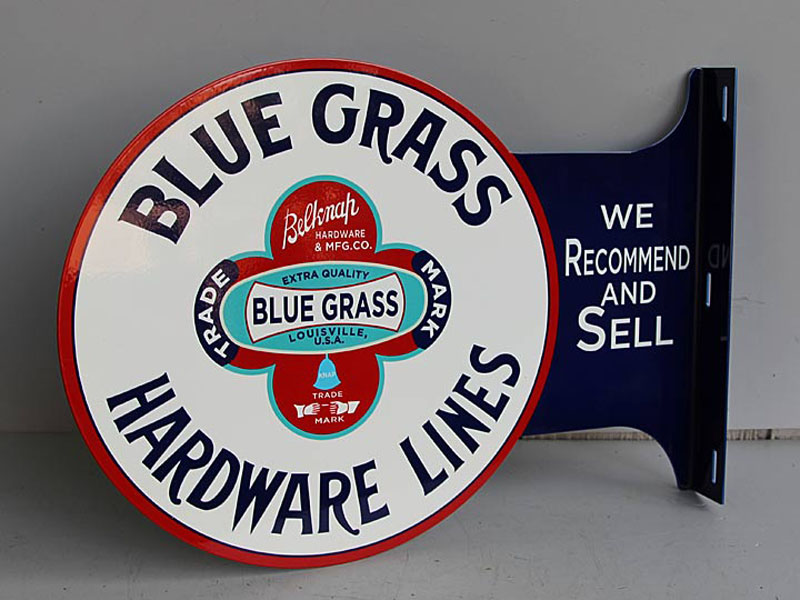 BLUE GRASS
Belknap
HARDWARE
& MFG.CO.
TRADE
MARK
EXTRA QUALITY
BLUE GRASS
LOUISVILLE,
U.S.A.
KNAP
TRADE
MARK
HARDWARE LINES
WE
RECOMMEND
AND
SELL